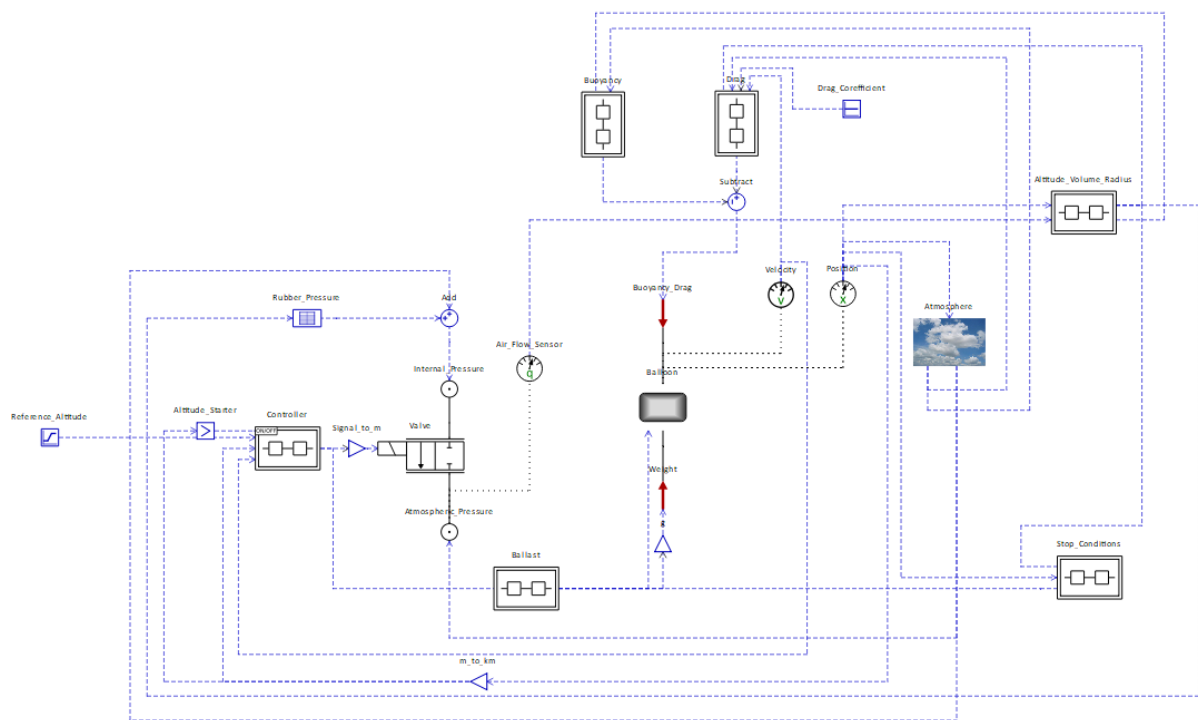 Buoyancy
Drag
Drag_Corefficient
Subtract
Altitude_Volume_Radius
Velocity
Position
Buoyancy_Drag
Rubber_Pressure
Add
Atmosphere
Air_Flow_Sensor
V
X
q
Internal_Pressure
Balloon
Reference_Altitude
Altitude_Starter
Controller
ON/OFF
Signal_to_m
Valve
Weight
Atmospheric_Pressure
g
Ballast
Stop_Conditions
m_to_km